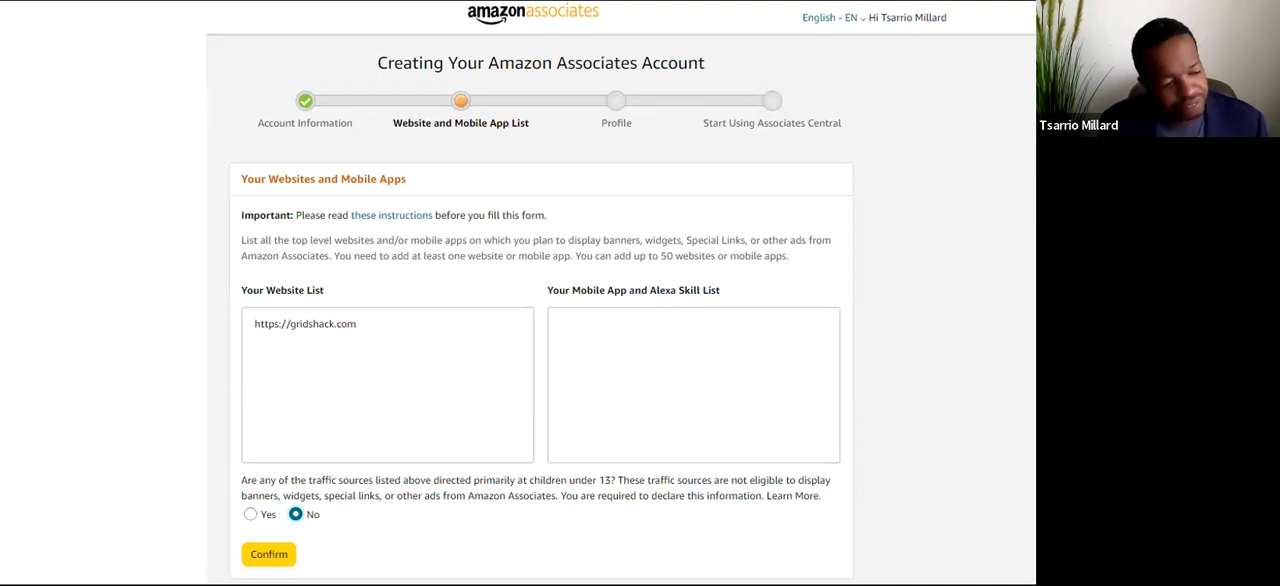 amazonassociates
English - EN Hi Tsarrio Millard
Creating Your Amazon Associates Account
Account Information
Website and Mobile App List
Profile
Start Using Associates Central
Tsarrio Millard
Your Websites and Mobile Apps
Important: Please read these instructions before you fill this form.
List all the top level websites and/or mobile apps on which you plan to display banners, widgets, Special Links, or other ads from
Amazon Associates. You need to add at least one website or mobile app. You can add up to 50 websites or mobile apps.
Your Website List
Your Mobile App and Alexa Skill List
https://gridshack.com
Are any of the traffic sources listed above directed primarily at children under 13? These traffic sources are not eligible to display
banners, widgets, special links, or other ads from Amazon Associates. You are required to declare this information. Learn More.
Yes No
Confirm